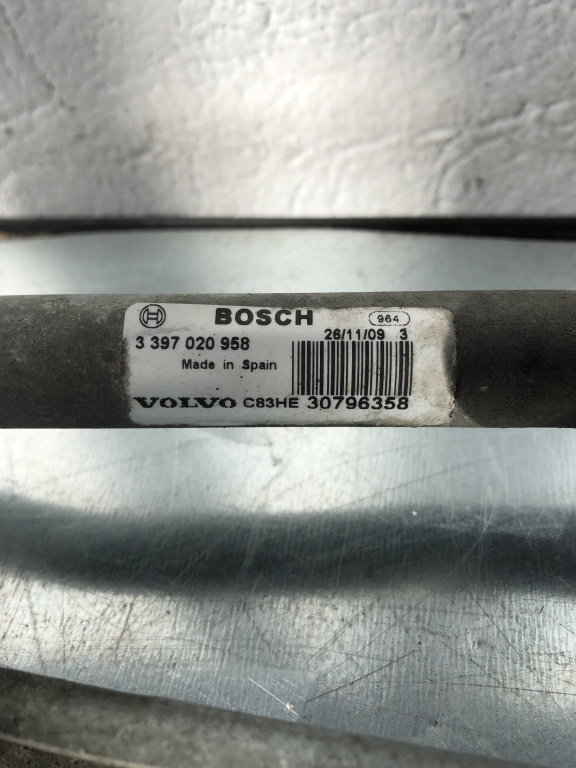 BOSCH 964
3 397 020 958 26/11/09 3
Made in Spain
VOLVO C83HE 30796358